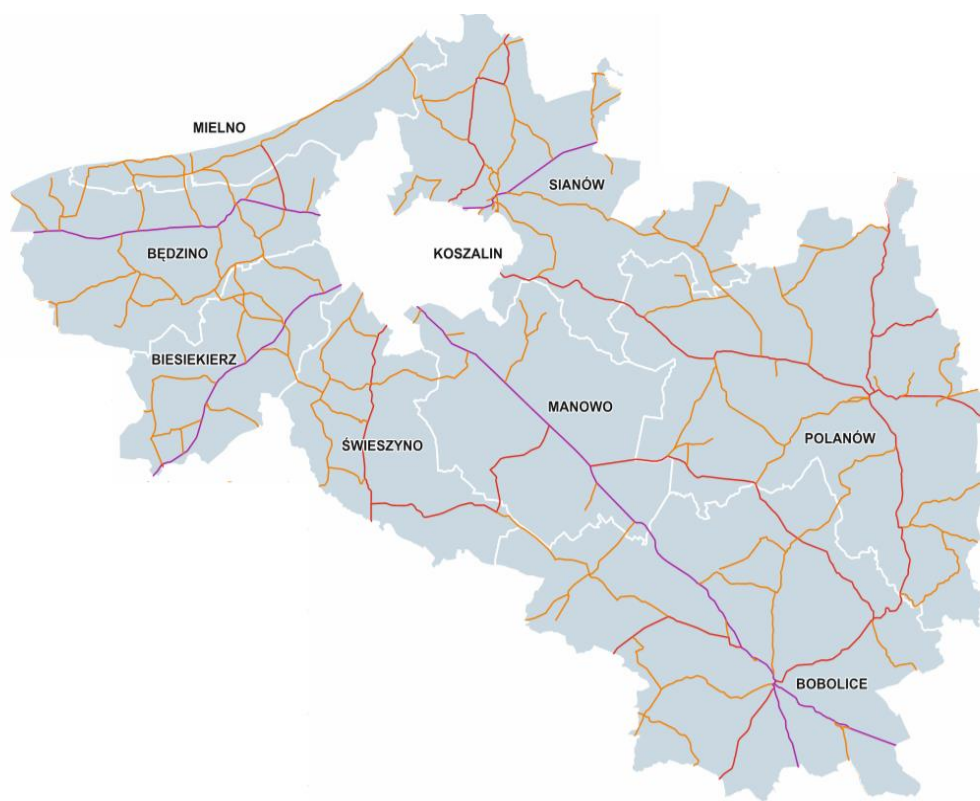 MIELNO
SIANÓW
KOSZALIN
BĘDZINO
BIESIEKIERZ
MANOWO
ŚWIESZYNO
POLANÓW
BOBOLICE